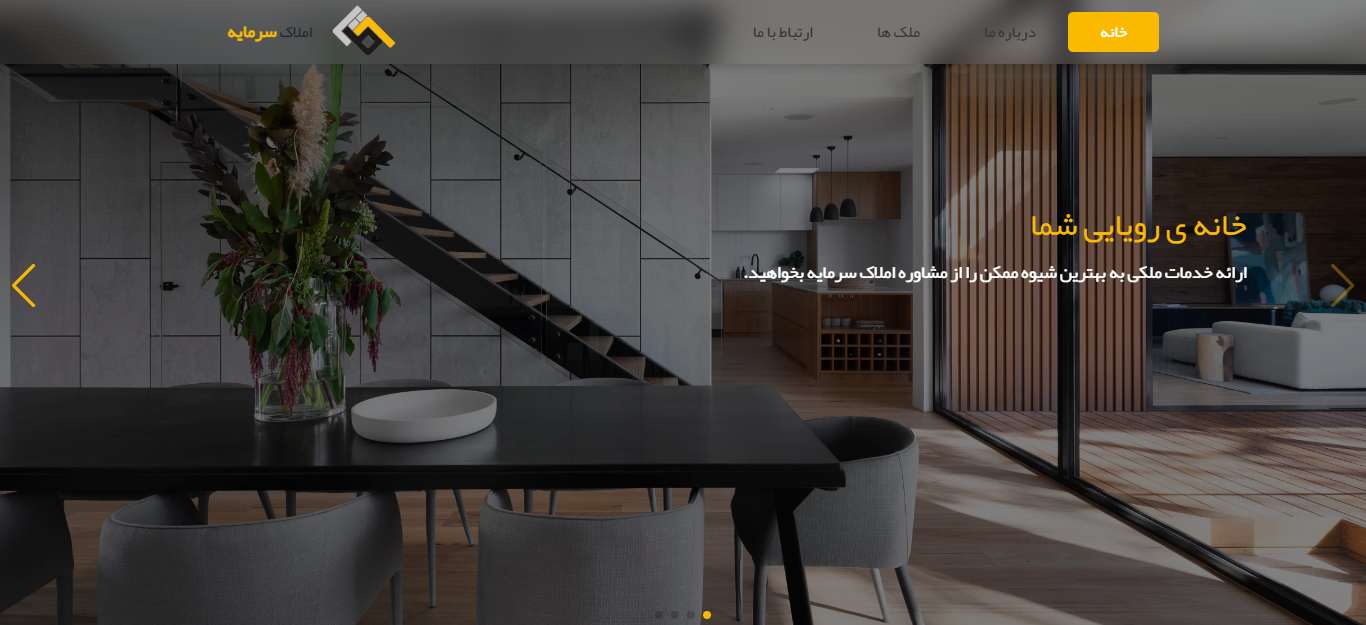 خانه
درباره ما
ملک ها
ارتباط با ما
املاک سرمایه
خانه ی رویایی شما
ارائه خدمات ملکی به بهترین شیوه ممکن را از مشاوره املاک سرمایه بخواهید.